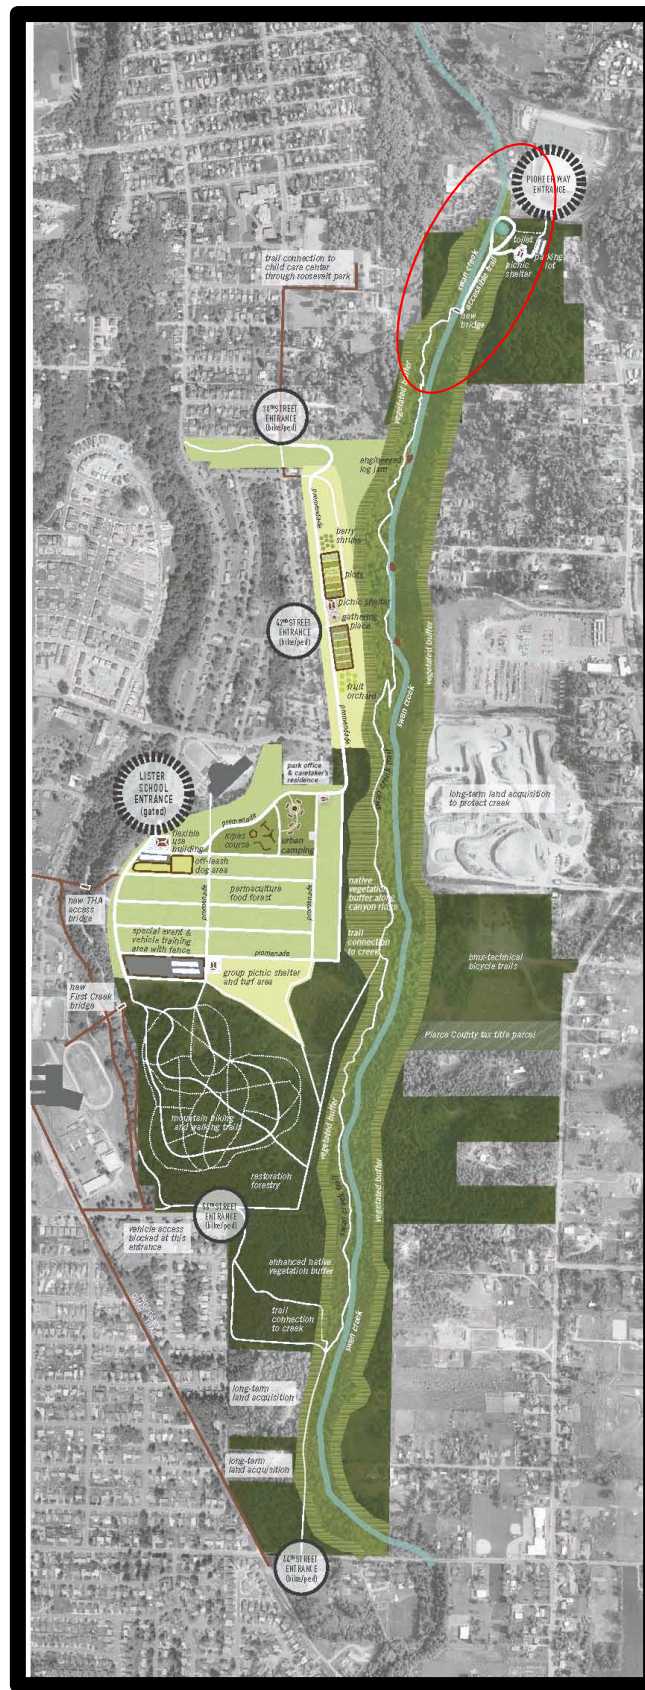 PIONEER WAY
ENTRANCE
toilet
parking
lot
picnic
shelter
swan creek
accessible trail
new
bridge
trail connection to
child care center
through roosevelt park
vegetated buffer
38TH STREET
ENTRANCE
(bike/ped)
engineered
log jam
promendade
berry
shrubs
plots
picnic shelter
gathering
place
42ND STREET
ENTRANCE
(bike/ped)
vegetated buffer
fruit
orchard
swan creek
promendade
park office
& caretaker's
residence
LISTER
SCHOOL
ENTRANCE
(gated)
long-term land acquisition
to protect creek
promenade
flexible
use
building
ropes
course
urban
camping
off-leash
dog area
new THA
access
bridge
permaculture
food forest
promenade
promenade
native
vegetation
buffer along
canyon ridge
special event &
vehicle training
area with fence
trail
connection
to creek
promenade
bmx-technical
bicycle trails
group picnic shelter
and turf area
new
First Creek
bridge
Pierce County tax title parcel
mountain biking
and walking trails
vegetated buffer
vegetated buffer
restoration
forestry
56TH STREET
ENTRANCE
(bike/ped)
vehicle access
blocked at this
entrance
enhanced native
vegetation buffer
trail
connection
to creek
swan creek
long-term
land acquisition
long-term
land acquisition
64TH STREET
ENTRANCE
(bike/ped)